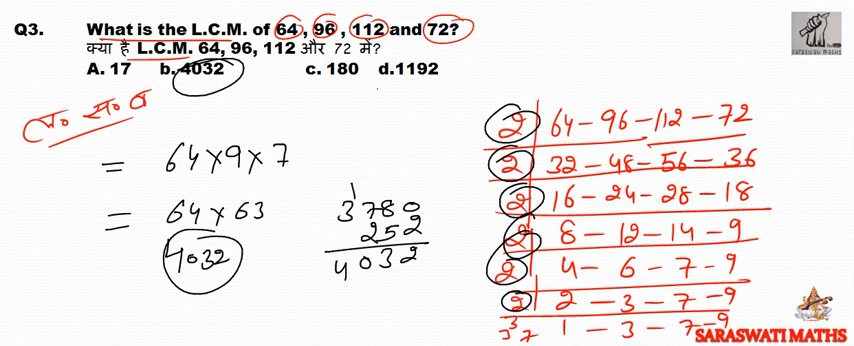 Q3. What is the L.C.M. of 64, 96, 112 and 72?
क्या है L.C.M. 64, 96, 112 और 72 में?
A. 17 b. 4032 c. 180 d.1192
ल० स० व
= 64×9×7
= 64×63
4032
1
3780
252
4032
2 64-96-112-72
2 32-48-56-36
2 16-24-28-18
2 8-12-14-9
2 4-6-7-9
2 2-3-7-9
1-3-7-9
SARASWATI MATHS
SARASWATI MATHS